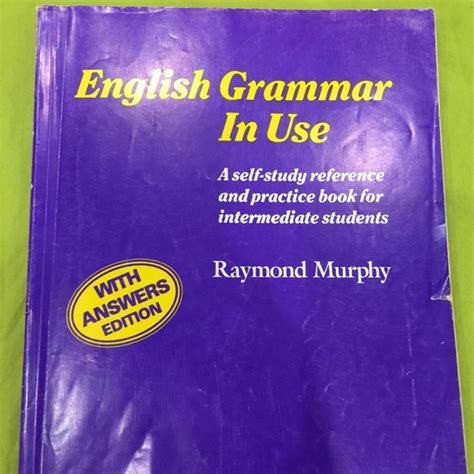 English Grammar
In Use
A self-study reference
and practice book for
intermediate students
Raymond Murphy
WITH
ANSWERS
EDITION